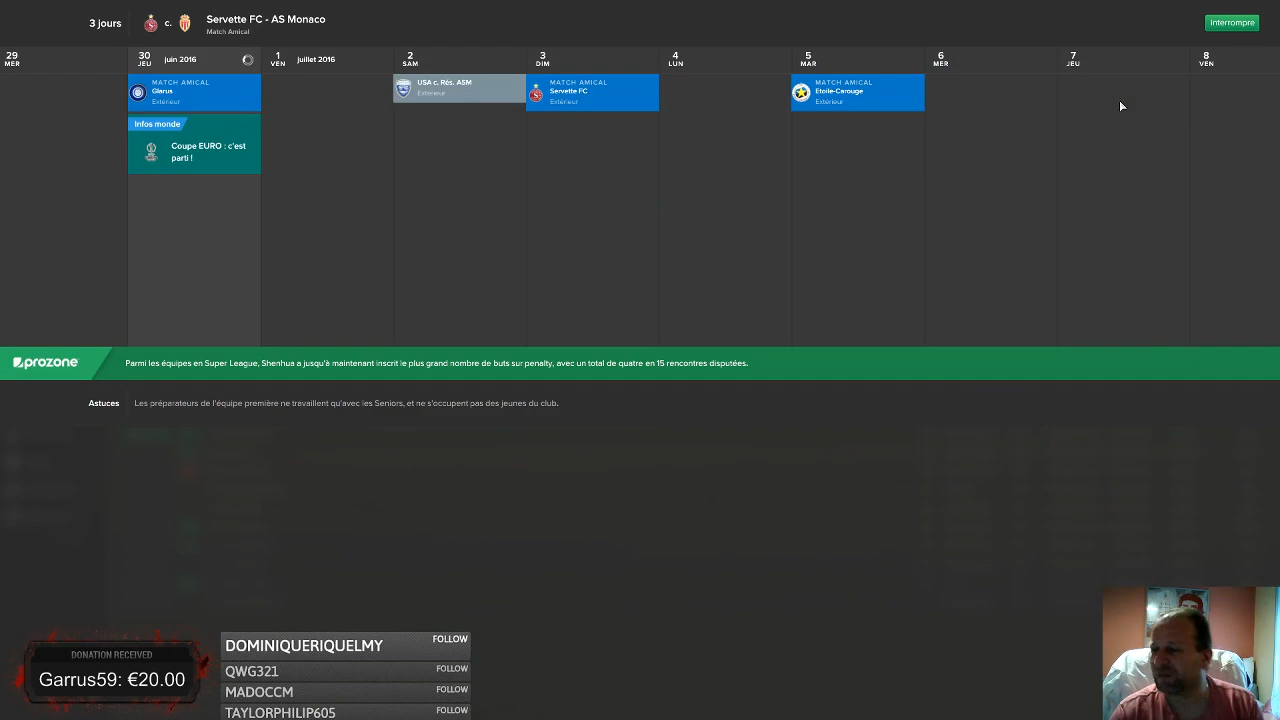 3 jours
c.
Servette FC - AS Monaco
Match Amical
Interrompre
29
MER
30
JEU
juin 2016
1
VEN
juillet 2016
2
SAM
3
DIM
4
LUN
5
MAR
6
MER
7
JEU
8
VEN
MATCH AMICAL
Glarus
Extérieur
USA c. Rés. ASM
Extérieur
MATCH AMICAL
Servette FC
Extérieur
MATCH AMICAL
Etoile-Carouge
Extérieur
Infos monde
Coupe EURO : c'est
parti !
prozone
Parmi les équipes en Super League, Shenhua a jusqu'à maintenant inscrit le plus grand nombre de buts sur penalty, avec un total de quatre en 15 rencontres disputées.
Astuces
Les préparateurs de l'équipe première ne travaillent qu'avec les Seniors, et ne s'occupent pas des jeunes du club.
DONATION RECEIVED
Garrus59: €20.00
DOMINIQUERIQUELMY FOLLOW
QWG321 FOLLOW
MADOCCM FOLLOW
TAYLORPHILIP605 FOLLOW